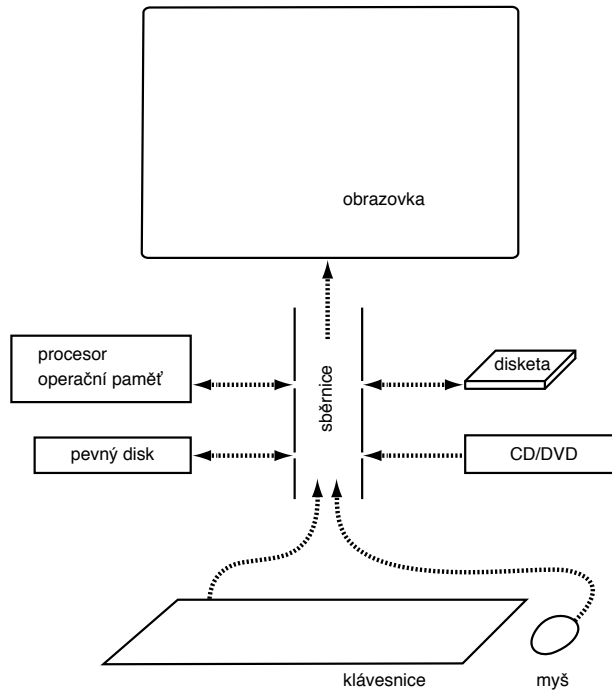 obrazovka
procesor
operační paměť
sběrnice
disketa
pevný disk
CD/DVD
klávesnice
myš